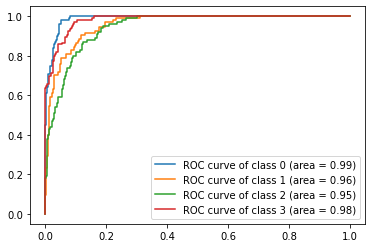 1.0
0.8
0.6
0.4
0.2
0.0
ROC curve of class 0 (area = 0.99)
ROC curve of class 1 (area = 0.96)
ROC curve of class 2 (area = 0.95)
ROC curve of class 3 (area = 0.98)
0.0 0.2 0.4 0.6 0.8 1.0